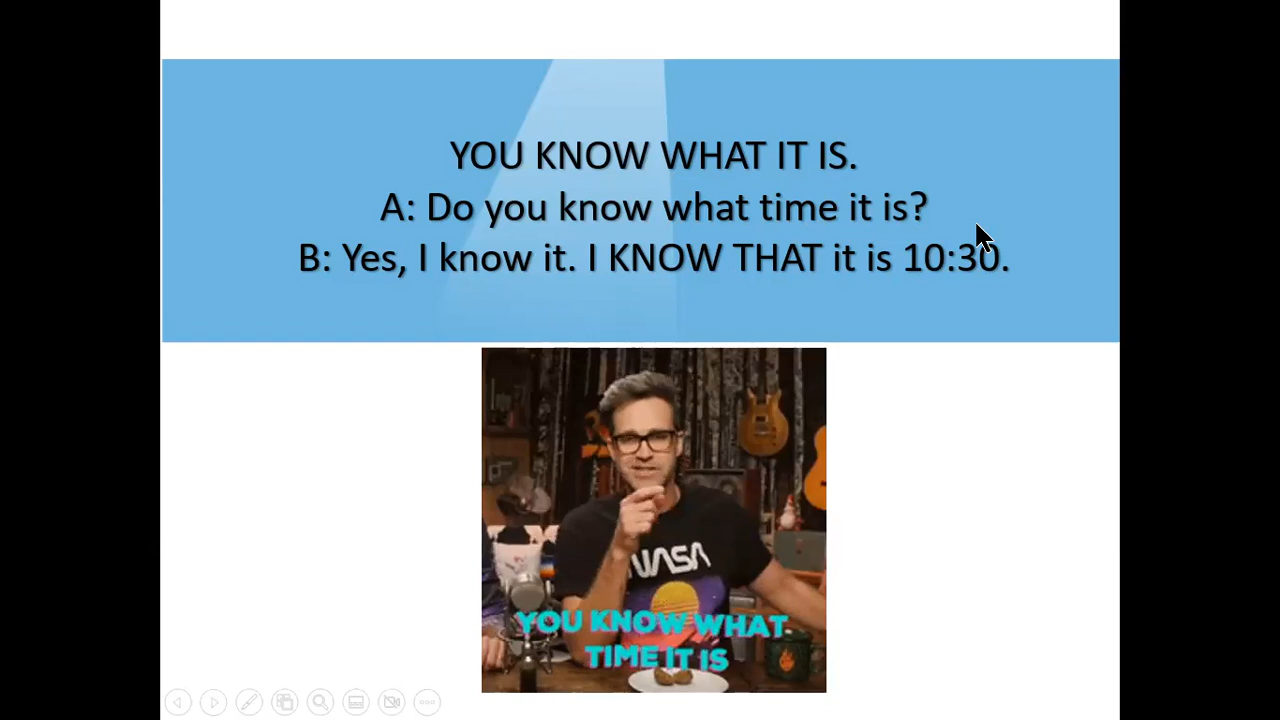 YOU KNOW WHAT IT IS.
A: Do you know what time it is?
B: Yes, I know it. I KNOW THAT it is 10:30.
NASA
YOU KNOW WHAT
TIME IT IS